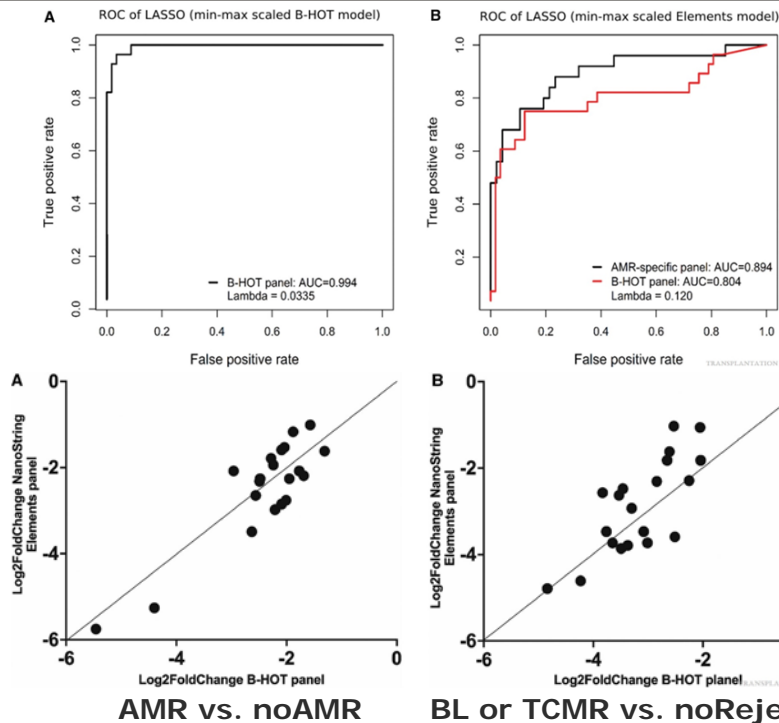 A
ROC of LASSO (min-max scaled B-HOT model)
True positive rate
1.0
0.8
0.6
0.4
0.2
0.0
B-HOT panel: AUC=0.994
Lambda = 0.0335
0.0 0.2 0.4 0.6 0.8 1.0
False positive rate
B
ROC of LASSO (min-max scaled Elements model)
True positive rate
1.0
0.8
0.6
0.4
0.2
AMR-specific panel: AUC=0.894
B-HOT panel: AUC=0.804
Lambda = 0.120
0.0 0.2 0.4 0.6 0.8 1.0
False positive rate
TRANSPLANTATION
A
Log2FoldChange NanoString
Elements panel
0
-2
-4
-6
-6 -4 -2 0
Log2FoldChange B-HOT panel
AMR vs. noAMR
B
Log2FoldChange NanoString
Elements panel
0
-2
-4
-6
-6 -4 -2
Log2FoldChange B-HOT planel
BL or TCMR vs. noReje